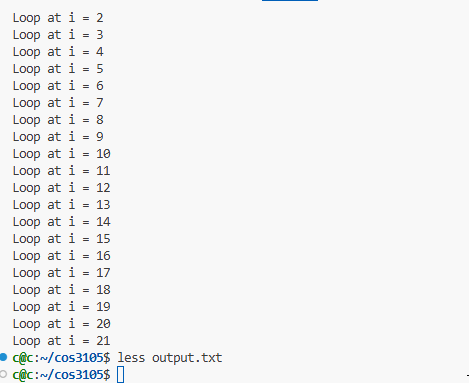 Loop at i = 2
Loop at i = 3
Loop at i = 4
Loop at i = 5
Loop at i = 6
Loop at i = 7
Loop at i = 8
Loop at i = 9
Loop at i = 10
Loop at i = 11
Loop at i = 12
Loop at i = 13
Loop at i = 14
Loop at i = 15
Loop at i = 16
Loop at i = 17
Loop at i = 18
Loop at i = 19
Loop at i = 20
Loop at i = 21
c@c:~/cos3105$ less output.txt
c@c:~/cos3105$